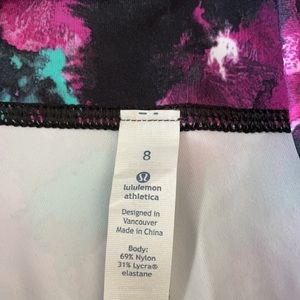 8
lululemon
athletica
Designed in
Vancouver
Made in China
Body:
69% Nylon
31% Lycra®
elastane